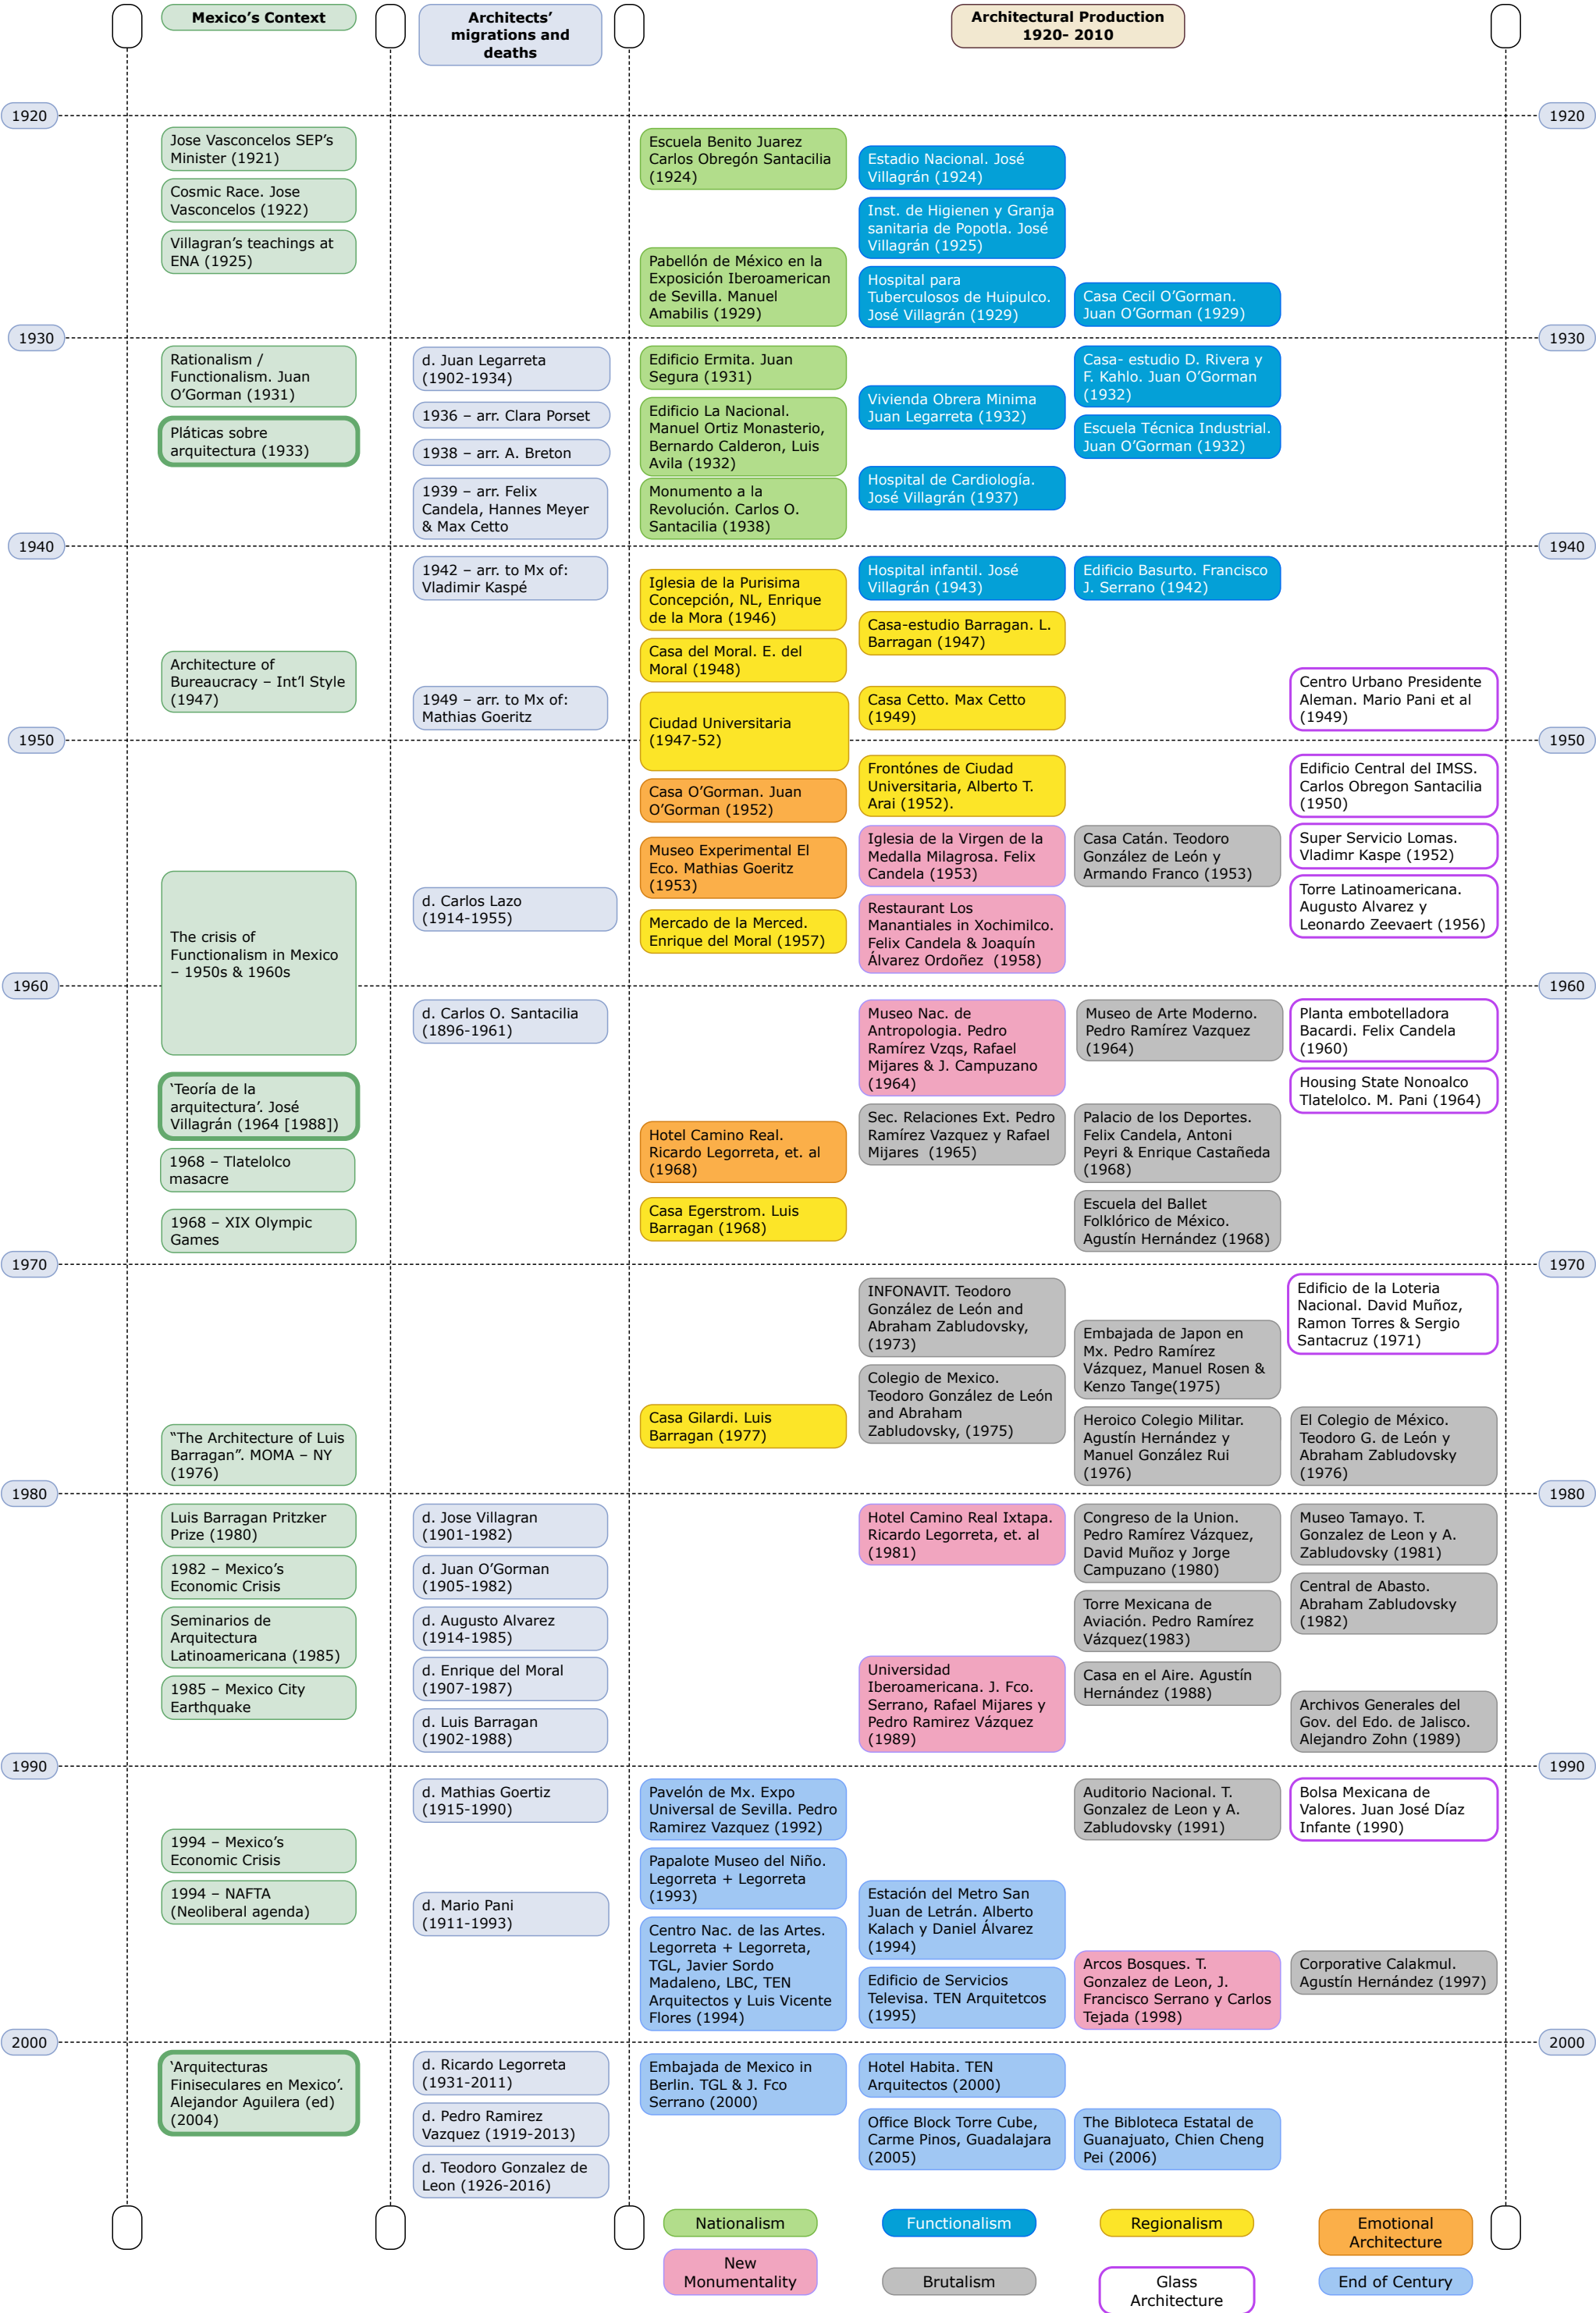 Mexico’s Context
Architects’
migrations and
deaths
Architectural Production
1920- 2010
1920
1920
Jose Vasconcelos SEP’s
Minister (1921)
Cosmic Race. Jose
Vasconcelos (1922)
Villagran’s teachings at
ENA (1925)
Escuela Benito Juarez
Carlos Obregón Santacilia
(1924)
Pabellón de México en la
Exposición Iberoamerican
de Sevilla. Manuel
Amabilis (1929)
Estadio Nacional. José
Villagrán (1924)
Inst. de Higienen y Granja
sanitaria de Popotla. José
Villagrán (1925)
Hospital para
Tuberculosos de Huipulco.
José Villagrán (1929)
Casa Cecil O’Gorman.
Juan O’Gorman (1929)
1930
1930
Rationalism /
Functionalism. Juan
O’Gorman (1931)
Pláticas sobre
arquitectura (1933)
d. Juan Legarreta
(1902-1934)
1936 – arr. Clara Porset
1938 – arr. A. Breton
1939 – arr. Felix
Candela, Hannes Meyer
& Max Cetto
Edificio Ermita. Juan
Segura (1931)
Edificio La Nacional.
Manuel Ortiz Monasterio,
Bernardo Calderon, Luis
Avila (1932)
Monumento a la
Revolución. Carlos O.
Santacilia (1938)
Vivienda Obrera Minima
Juan Legarreta (1932)
Hospital de Cardiología.
José Villagrán (1937)
Casa- estudio D. Rivera y
F. Kahlo. Juan O’Gorman
(1932)
Escuela Técnica Industrial.
Juan O’Gorman (1932)
1940
1940
Architecture of
Bureaucracy – Int’l Style
(1947)
1942 – arr. to Mx of:
Vladimir Kaspé
1949 – arr. to Mx of:
Mathias Goeritz
Iglesia de la Purisima
Concepción, NL, Enrique
de la Mora (1946)
Casa del Moral. E. del
Moral (1948)
Ciudad Universitaria
(1947-52)
Hospital infantil. José
Villagrán (1943)
Casa-estudio Barragan. L.
Barragan (1947)
Casa Cetto. Max Cetto
(1949)
Edificio Basurto. Francisco
J. Serrano (1942)
Centro Urbano Presidente
Aleman. Mario Pani et al
(1949)
1950
1950
The crisis of
Functionalism in Mexico
– 1950s & 1960s
d. Carlos Lazo
(1914-1955)
Casa O’Gorman. Juan
O’Gorman (1952)
Museo Experimental El
Eco. Mathias Goeritz
(1953)
Mercado de la Merced.
Enrique del Moral (1957)
Frontónes de Ciudad
Universitaria, Alberto T.
Arai (1952).
Iglesia de la Virgen de la
Medalla Milagrosa. Felix
Candela (1953)
Restaurant Los
Manantiales in Xochimilco.
Felix Candela & Joaquín
Álvarez Ordoñez  (1958)
Casa Catán. Teodoro
González de León y
Armando Franco (1953)
Edificio Central del IMSS.
Carlos Obregon Santacilia
(1950)
Super Servicio Lomas.
Vladimr Kaspe (1952)
Torre Latinoamericana.
Augusto Alvarez y
Leonardo Zeevaert (1956)
1960
1960
‘Teoría de la
arquitectura’. José
Villagrán (1964 [1988])
1968 – Tlatelolco
masacre
1968 – XIX Olympic
Games
d. Carlos O. Santacilia
(1896-1961)
Hotel Camino Real.
Ricardo Legorreta, et. al
(1968)
Casa Egerstrom. Luis
Barragan (1968)
Museo Nac. de
Antropologia. Pedro
Ramírez Vzqs, Rafael
Mijares & J. Campuzano
(1964)
Sec. Relaciones Ext. Pedro
Ramírez Vazquez y Rafael
Mijares  (1965)
Museo de Arte Moderno.
Pedro Ramírez Vazquez
(1964)
Palacio de los Deportes.
Felix Candela, Antoni
Peyri & Enrique Castañeda
(1968)
Escuela del Ballet
Folklórico de México.
Agustín Hernández (1968)
Planta embotelladora
Bacardi. Felix Candela
(1960)
Housing State Nonoalco
Tlatelolco. M. Pani (1964)
1970
1970
“The Architecture of Luis
Barragan”. MOMA – NY
(1976)
Casa Gilardi. Luis
Barragan (1977)
INFONAVIT. Teodoro
González de León and
Abraham Zabludovsky,
(1973)
Colegio de Mexico.
Teodoro González de León
and Abraham
Zabludovsky, (1975)
Embajada de Japon en
Mx. Pedro Ramírez
Vázquez, Manuel Rosen &
Kenzo Tange(1975)
Heroico Colegio Militar.
Agustín Hernández y
Manuel González Rui
(1976)
Edificio de la Loteria
Nacional. David Muñoz,
Ramon Torres & Sergio
Santacruz (1971)
El Colegio de México.
Teodoro G. de León y
Abraham Zabludovsky
(1976)
1980
1980
Luis Barragan Pritzker
Prize (1980)
1982 – Mexico’s
Economic Crisis
Seminarios de
Arquitectura
Latinoamericana (1985)
1985 – Mexico City
Earthquake
d. Jose Villagran
(1901-1982)
d. Juan O’Gorman
(1905-1982)
d. Augusto Alvarez
(1914-1985)
d. Enrique del Moral
(1907-1987)
d. Luis Barragan
(1902-1988)
Hotel Camino Real Ixtapa.
Ricardo Legorreta, et. al
(1981)
Universidad
Iberoamericana. J. Fco.
Serrano, Rafael Mijares y
Pedro Ramirez Vázquez
(1989)
Congreso de la Union.
Pedro Ramírez Vázquez,
David Muñoz y Jorge
Campuzano (1980)
Torre Mexicana de
Aviación. Pedro Ramírez
Vázquez(1983)
Casa en el Aire. Agustín
Hernández (1988)
Museo Tamayo. T.
Gonzalez de Leon y A.
Zabludovsky (1981)
Central de Abasto.
Abraham Zabludovsky
(1982)
Archivos Generales del
Gov. del Edo. de Jalisco.
Alejandro Zohn (1989)
1990
1990
1994 – Mexico’s
Economic Crisis
1994 – NAFTA
(Neoliberal agenda)
d. Mathias Goertiz
(1915-1990)
d. Mario Pani
(1911-1993)
Pavelón de Mx. Expo
Universal de Sevilla. Pedro
Ramirez Vazquez (1992)
Papalote Museo del Niño.
Legorreta + Legorreta
(1993)
Centro Nac. de las Artes.
Legorreta + Legorreta,
TGL, Javier Sordo
Madaleno, LBC, TEN
Arquitectos y Luis Vicente
Flores (1994)
Estación del Metro San
Juan de Letrán. Alberto
Kalach y Daniel Álvarez
(1994)
Edificio de Servicios
Televisa. TEN Arquitetcos
(1995)
Auditorio Nacional. T.
Gonzalez de Leon y A.
Zabludovsky (1991)
Arcos Bosques. T.
Gonzalez de Leon, J.
Francisco Serrano y Carlos
Tejada (1998)
Bolsa Mexicana de
Valores. Juan José Díaz
Infante (1990)
Corporative Calakmul.
Agustín Hernández (1997)
2000
2000
‘Arquitecturas
Finiseculares en Mexico’.
Alejandor Aguilera (ed)
(2004)
d. Ricardo Legorreta
(1931-2011)
d. Pedro Ramirez
Vazquez (1919-2013)
d. Teodoro Gonzalez de
Leon (1926-2016)
Embajada de Mexico in
Berlin. TGL & J. Fco
Serrano (2000)
Hotel Habita. TEN
Arquitectos (2000)
Office Block Torre Cube,
Carme Pinos, Guadalajara
(2005)
The Bibloteca Estatal de
Guanajuato, Chien Cheng
Pei (2006)
Nationalism
Functionalism
Regionalism
Emotional
Architecture
New
Monumentality
Brutalism
Glass
Architecture
End of Century